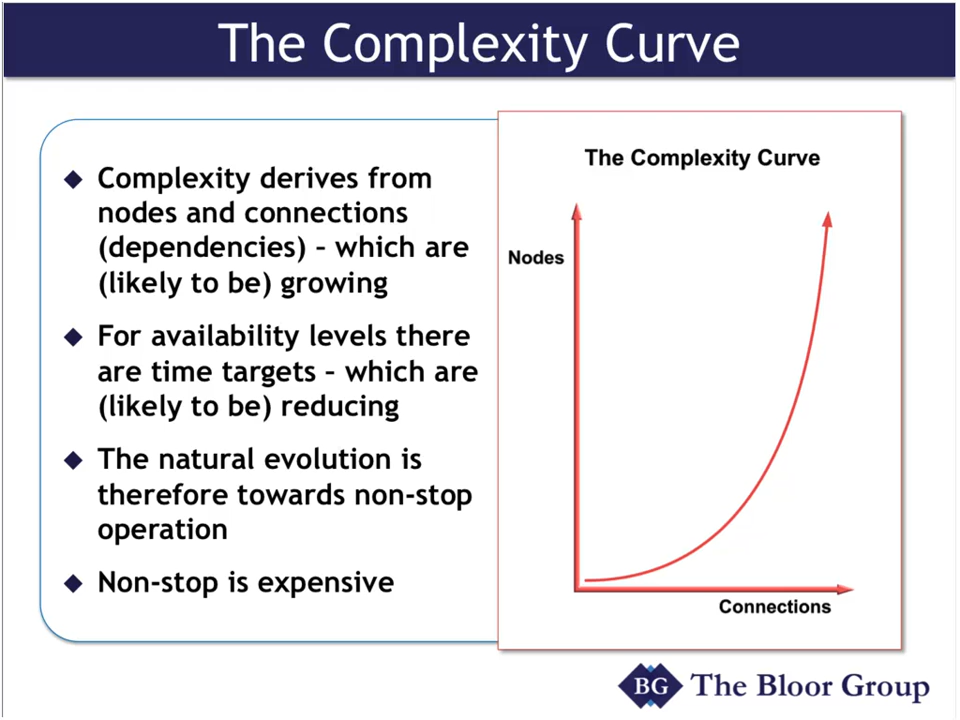 The Complexity Curve
Complexity derives from
nodes and connections
(dependencies) – which are
(likely to be) growing
For availability levels there
are time targets – which are
(likely to be) reducing
The natural evolution is
therefore towards non-stop
operation
Non-stop is expensive
The Complexity Curve
Nodes
Connections
BG The Bloor Group